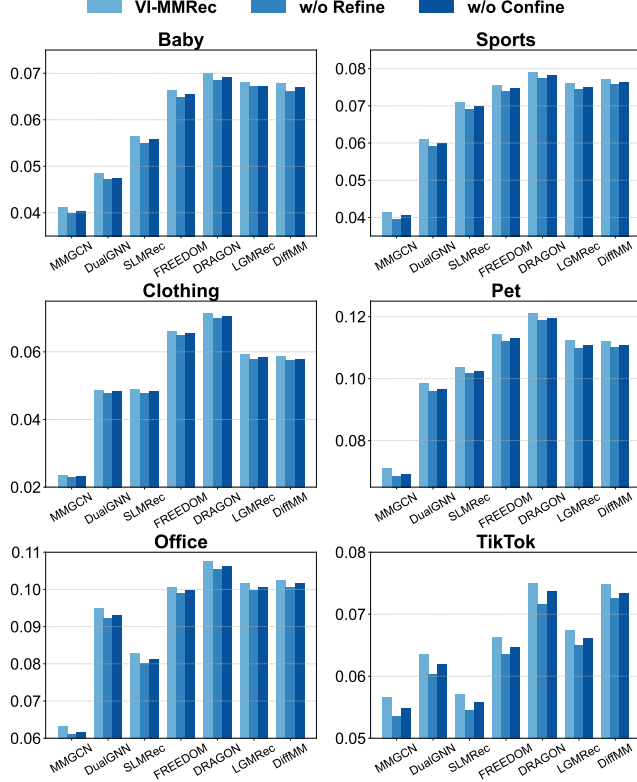 VI-MMRec w/o Refine w/o Confine
Baby Sports
0.07
0.06
0.05
0.04
MMGCN DualGNN SLMRec FREEDOM DRAGON LGMRec DiffMM
0.08
0.07
0.06
0.05
0.04
MMGCN DualGNN SLMRec FREEDOM DRAGON LGMRec DiffMM
Clothing Pet
0.06
0.04
0.02
MMGCN DualGNN SLMRec FREEDOM DRAGON LGMRec DiffMM
0.12
0.10
0.08
MMGCN DualGNN SLMRec FREEDOM DRAGON LGMRec DiffMM
Office TikTok
0.11
0.10
0.09
0.08
0.07
0.06
MMGCN DualGNN SLMRec FREEDOM DRAGON LGMRec DiffMM
0.08
0.07
0.06
0.05
MMGCN DualGNN SLMRec FREEDOM DRAGON LGMRec DiffMM